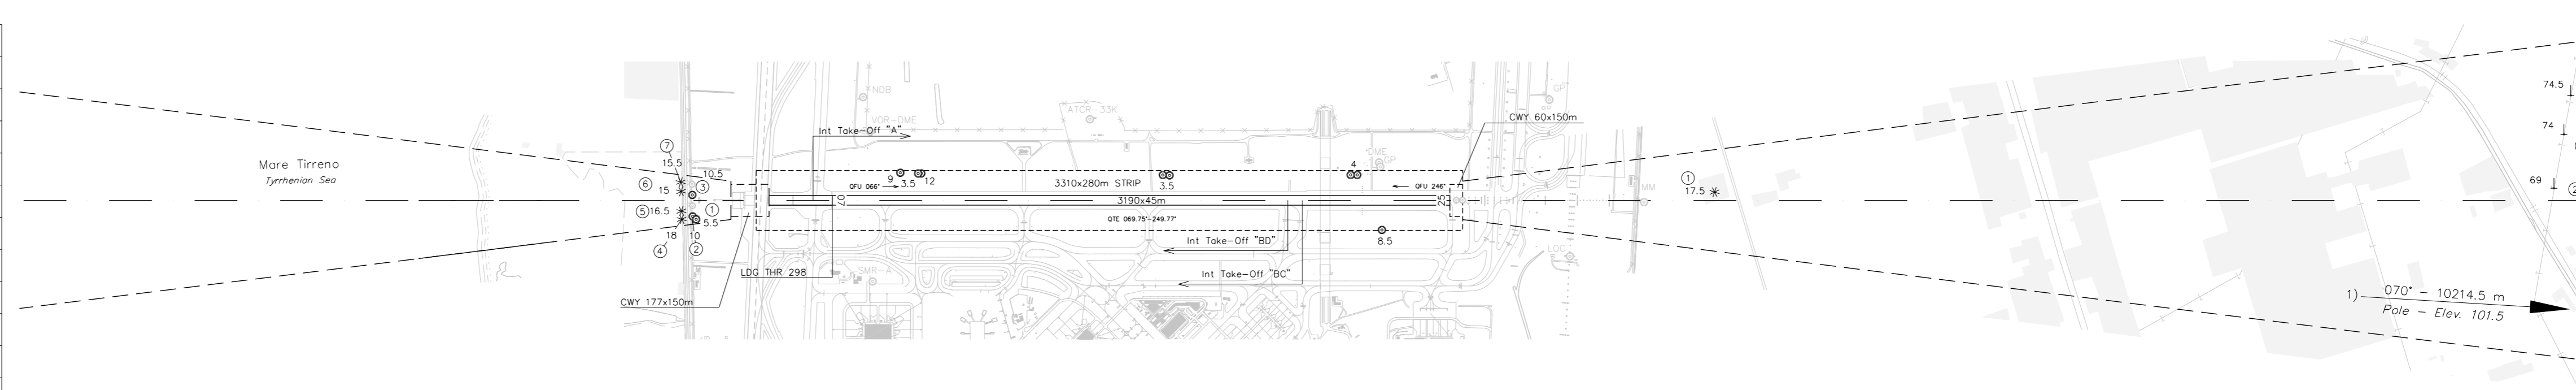 Mare Tirreno
Tyrrhenian Sea
7
15.5
6
15
3
10.5
5
16.5
1
5.5
18
10
4
2
CWY 177x150m
LDG THR 298
NDB
VOR-DME
Int Take-Off "A"
ATCR-33K
9
3.5
12
QFU 066°
07
3310x280m STRIP
3.5
3190x45m
QTE 069.75°-249.77°
Int Take-Off "BD"
Int Take-Off "BC"
SMR-A
4
DME
GP
QFU 246°
25
8.5
CWY 60x150m
GP
LOC
MM
1
17.5
74.5
74
69
1) 070° - 10214.5 m
Pole - Elev. 101.5